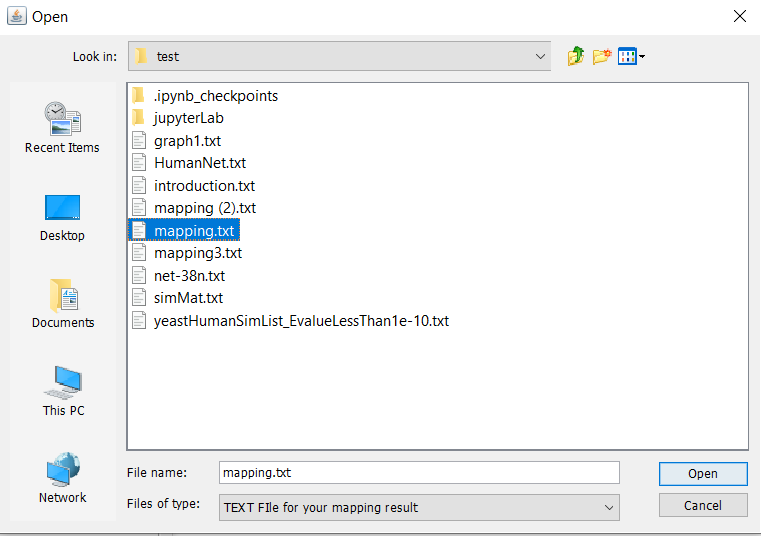 Open
Look in:
test
Recent Items
Desktop
Documents
This PC
Network
.ipynb_checkpoints
jupyterLab
graph1.txt
HumanNet.txt
introduction.txt
mapping (2).txt
mapping.txt
mapping3.txt
net-38n.txt
simMat.txt
yeastHumanSimList_EvalueLessThan1e-10.txt
File name:
mapping.txt
Open
Files of type:
TEXT FIle for your mapping result
Cancel